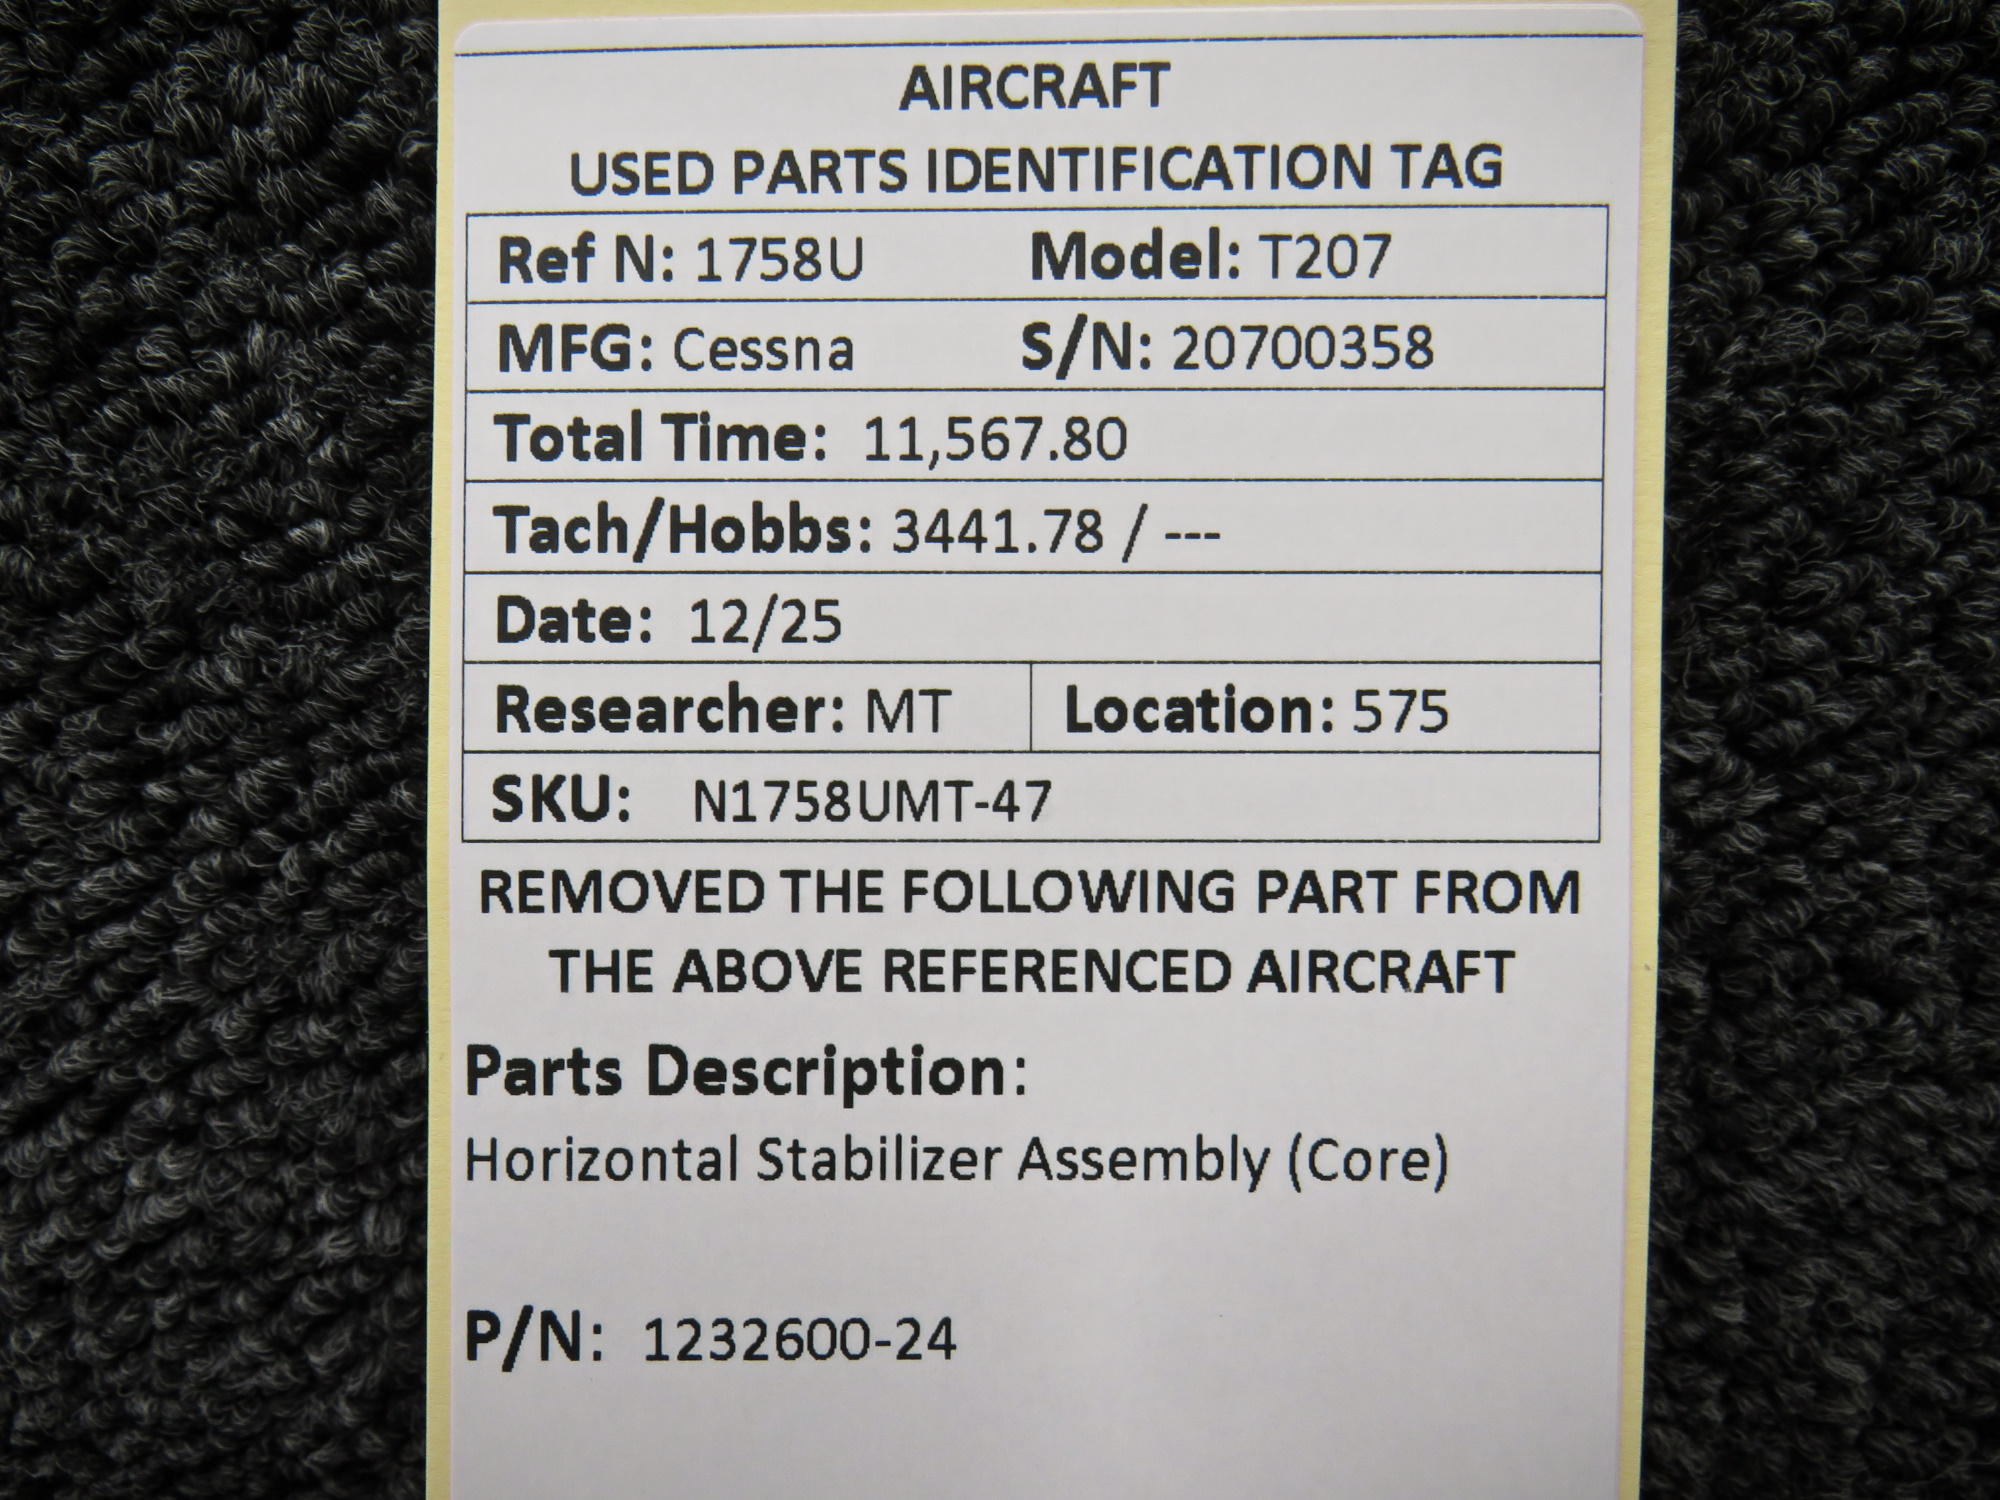 AIRCRAFT
USED PARTS IDENTIFICATION TAG
Ref N: 1758U Model: T207
MFG: Cessna S/N: 20700358
Total Time: 11,567.80
Tach/Hobbs: 3441.78 / ---
Date: 12/25
Researcher: MT Location: 575
SKU: N1758UMT-47
REMOVED THE FOLLOWING PART FROM
THE ABOVE REFERENCED AIRCRAFT
Parts Description:
Horizontal Stabilizer Assembly (Core)
P/N: 1232600-24